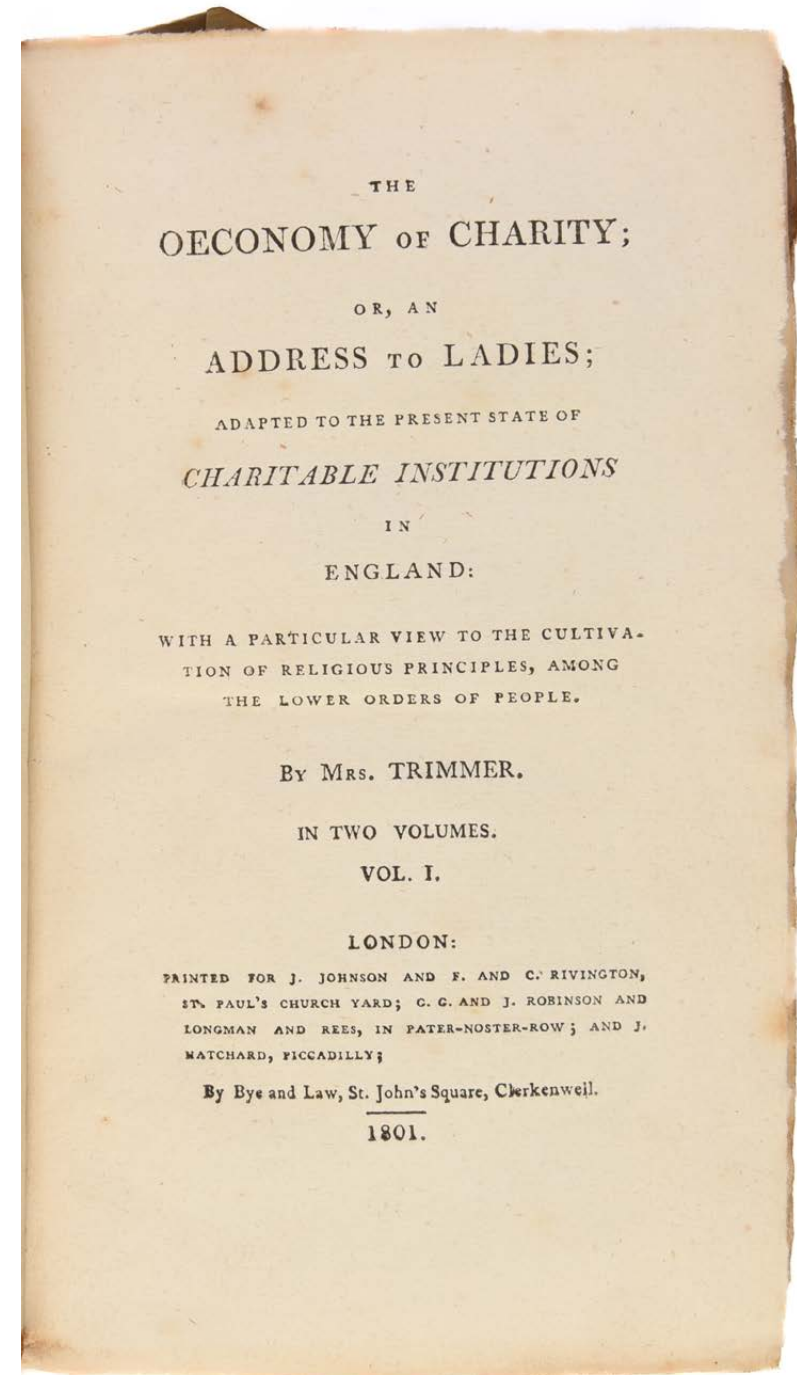 THE
OECONOMY OF CHARITY;
OR, AN
ADDRESS TO LADIES;
ADAPTED TO THE PRESENT STATE OF
CHARITABLE INSTITUTIONS
IN
ENGLAND:
WITH A PARTICULAR VIEW TO THE CULTIVA-
TION OF RELIGIOUS PRINCIPLES, AMONG
THE LOWER ORDERS OF PEOPLE.
BY MRS. TRIMMER.
IN TWO VOLUMES.
VOL. I.
LONDON:
PRINTED FOR J. JOHNSON AND F. AND C. RIVINGTON,
ST. PAUL'S CHURCH YARD; G. G. AND J. ROBINSON AND
LONGMAN AND REES, IN PATER-NOSTER-ROW; AND J.
HATCHARD, PICCADILLY;
By Bye and Law, St. John's Square, Clerkenwell.
1801.